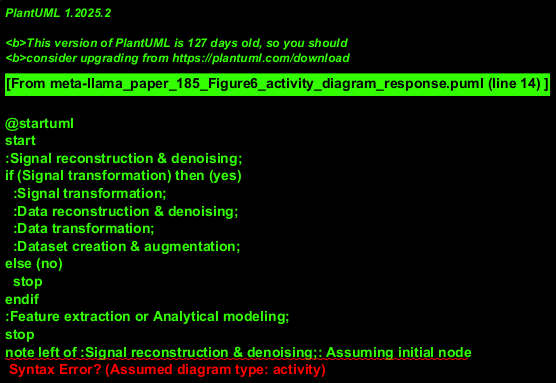 PlantUML 1.2025.2
<b>This version of PlantUML is 127 days old, so you should
<b>consider upgrading from https://plantuml.com/download
[From meta-llama_paper_185_Figure6_activity_diagram_response.puml (line 14) ]
@startuml
start
:Signal reconstruction & denoising;
if (Signal transformation) then (yes)
  :Signal transformation;
  :Data reconstruction & denoising;
  :Data transformation;
  :Dataset creation & augmentation;
else (no)
  stop
endif
:Feature extraction or Analytical modeling;
stop
note left of :Signal reconstruction & denoising;: Assuming initial node
Syntax Error? (Assumed diagram type: activity)